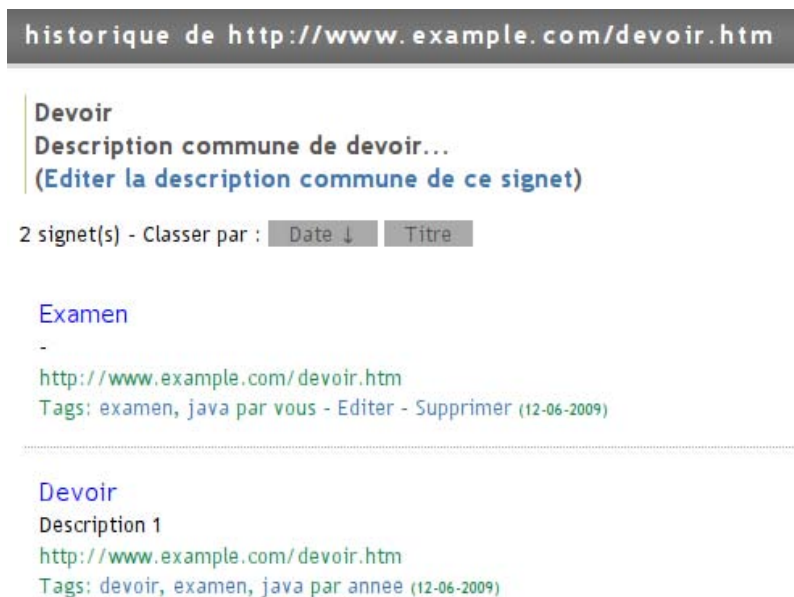 historique de http://www.example.com/devoir.htm
Devoir
Description commune de devoir...
(Editer la description commune de ce signet)
2 signet(s) - Classer par : Date ↓ Titre
Examen
-
http://www.example.com/devoir.htm
Tags: examen, java par vous - Editer - Supprimer (12-06-2009)
Devoir
Description 1
http://www.example.com/devoir.htm
Tags: devoir, examen, java par annee (12-06-2009)